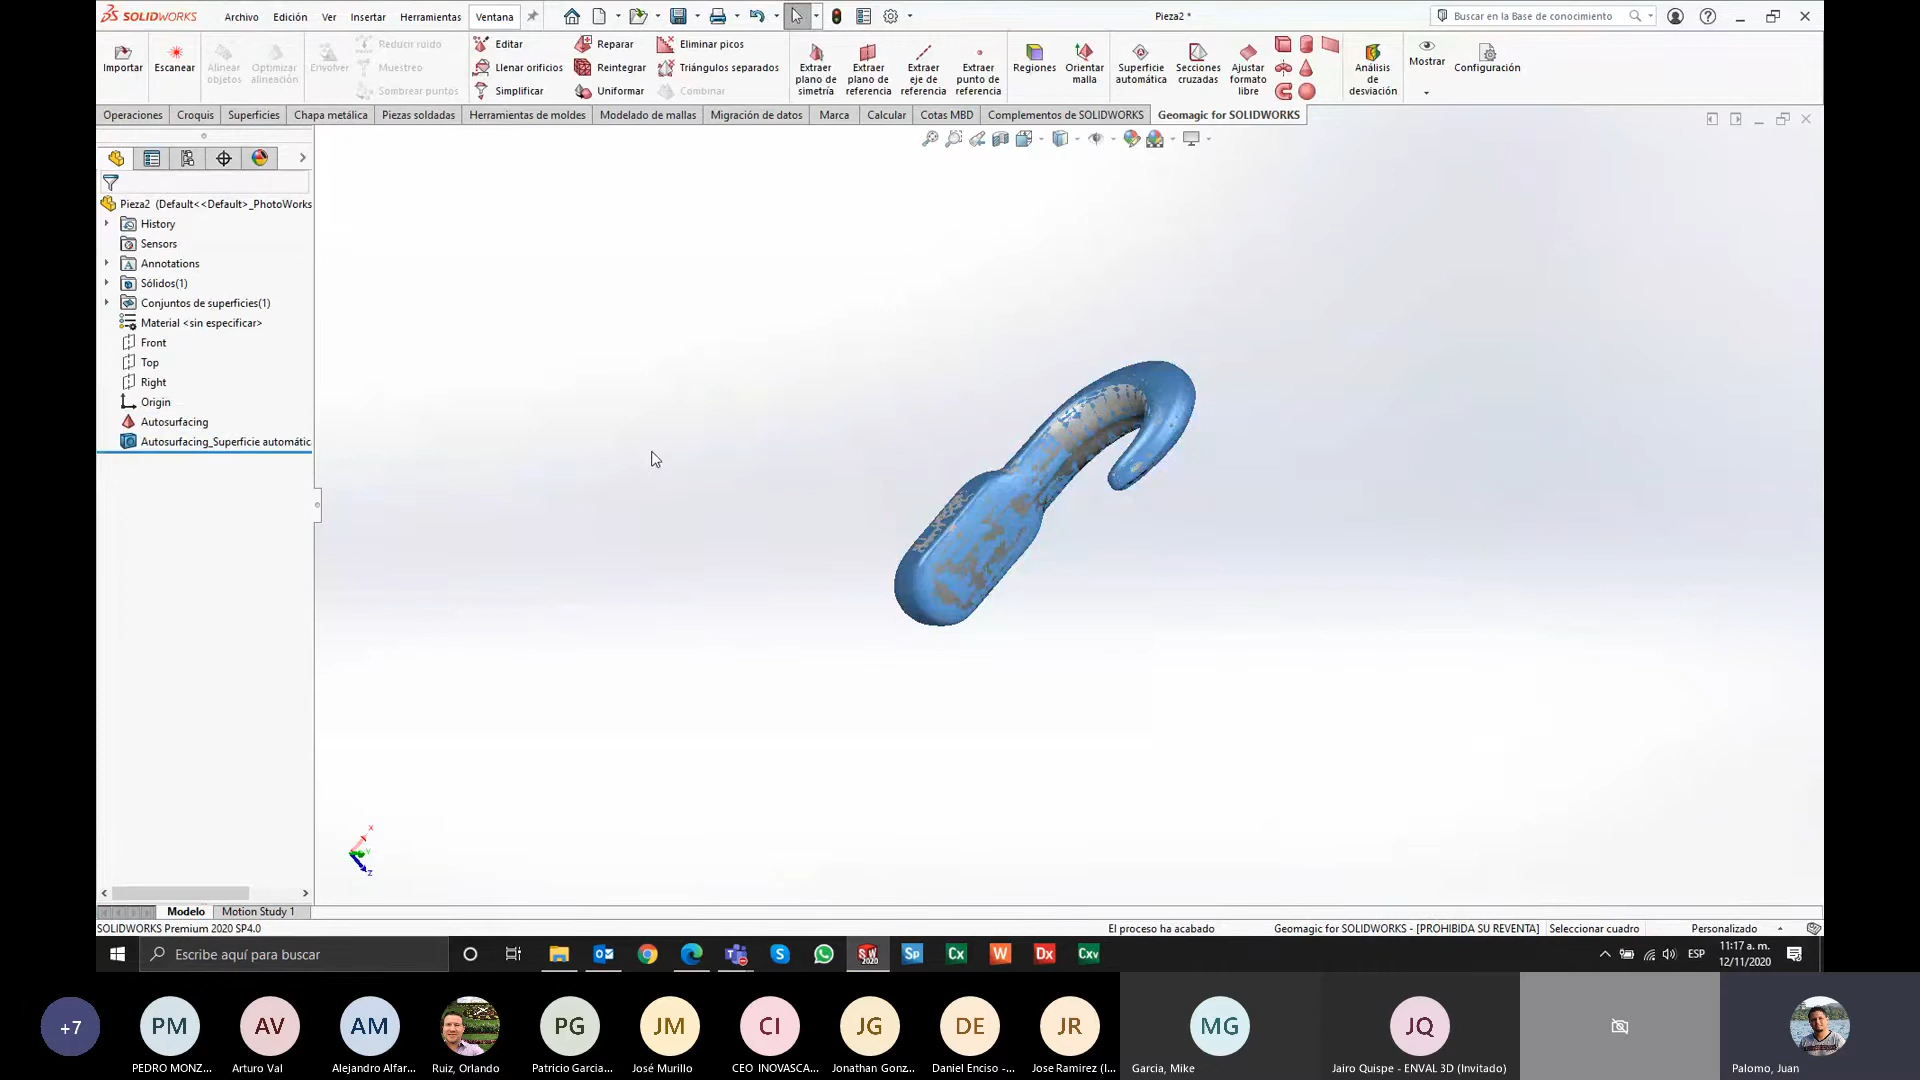 SOLIDWORKS
Archivo Edición Ver Insertar Herramientas Ventana
Pieza2 *
Buscar en la Base de conocimiento
Importar
Escanear
Alinear objetos
Optimizar alineación
Envolver
Reducir ruido
Muestreo
Sombrear puntos
Editar
Llenar orificios
Simplificar
Reparar
Reintegrar
Uniformar
Eliminar picos
Triángulos separados
Combinar
Extraer plano de simetría
Extraer plano de referencia
Extraer eje de referencia
Extraer punto de referencia
Regiones
Orientar malla
Superficie automática
Secciones cruzadas
Ajustar formato libre
Análisis de desviación
Mostrar
Configuración
Operaciones Croquis Superficies Chapa metálica Piezas soldadas Herramientas de moldes Modelado de mallas Migración de datos Marca Calcular Cotas MBD Complementos de SOLIDWORKS Geomagic for SOLIDWORKS
Pieza2 (Default<<Default>_PhotoWorks
History
Sensors
Annotations
Sólidos(1)
Conjuntos de superficies(1)
Material <sin especificar>
Front
Top
Right
Origin
Autosurfacing
Autosurfacing_Superficie automátic
X
Y
Z
Modelo Motion Study 1
SOLIDWORKS Premium 2020 SP4.0
El proceso ha acabado
Geomagic for SOLIDWORKS - [PROHIBIDA SU REVENTA]
Seleccionar cuadro
Personalizado
Escribe aquí para buscar
SW 2020
Sp
Cx
W
Dx
Cxv
ESP
11:17 a. m.
12/11/2020
+7
PM
AV
AM
PG
JM
CI
JG
DE
JR
MG
JQ
PEDRO MONZ...
Arturo Val
Alejandro Alfar...
Ruiz, Orlando
Patricio Garcia...
José Murillo
CEO INOVASCA...
Jonathan Gonz...
Daniel Enciso -...
Jose Ramirez (I...
Garcia, Mike
Jairo Quispe - ENVAL 3D (Invitado)
Palomo, Juan